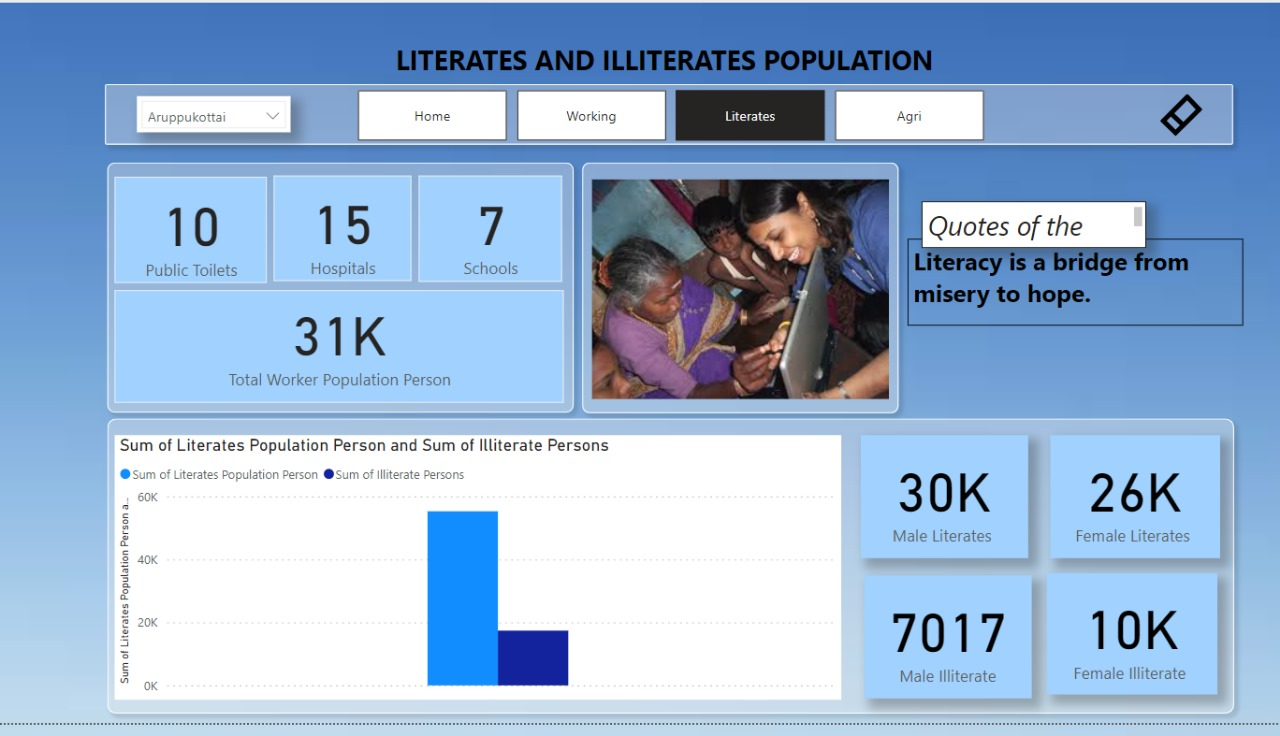 LITERATES AND ILLITERATES POPULATION
Aruppukottai
Home
Working
Literates
Agri
10
Public Toilets
15
Hospitals
7
Schools
31K
Total Worker Population Person
Quotes of the
Literacy is a bridge from
misery to hope.
Sum of Literates Population Person and Sum of Illiterate Persons
Sum of Literates Population Person
Sum of Illiterate Persons
Sum of Literates Population Person a...
60K
40K
20K
0K
30K
Male Literates
26K
Female Literates
7017
Male Illiterate
10K
Female Illiterate